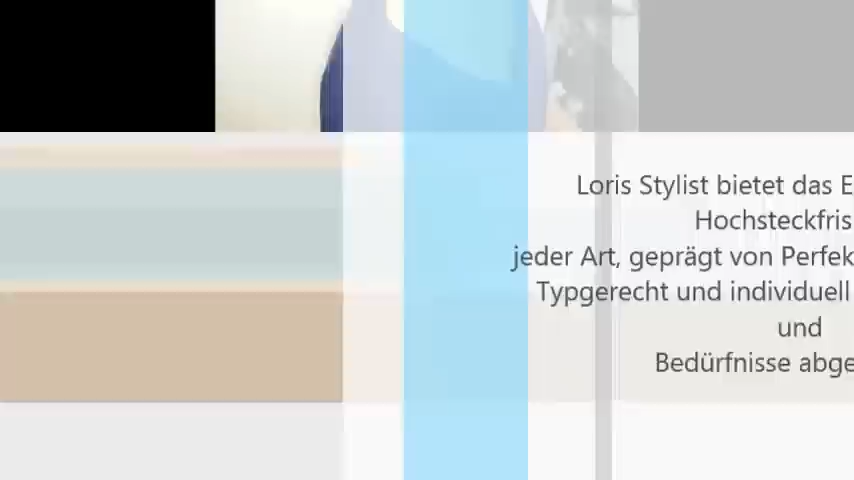 Loris Stylist bietet das E
Hochsteckfris
jeder Art, geprägt von Perfek
Typgerecht und individuell
und
Bedürfnisse abge